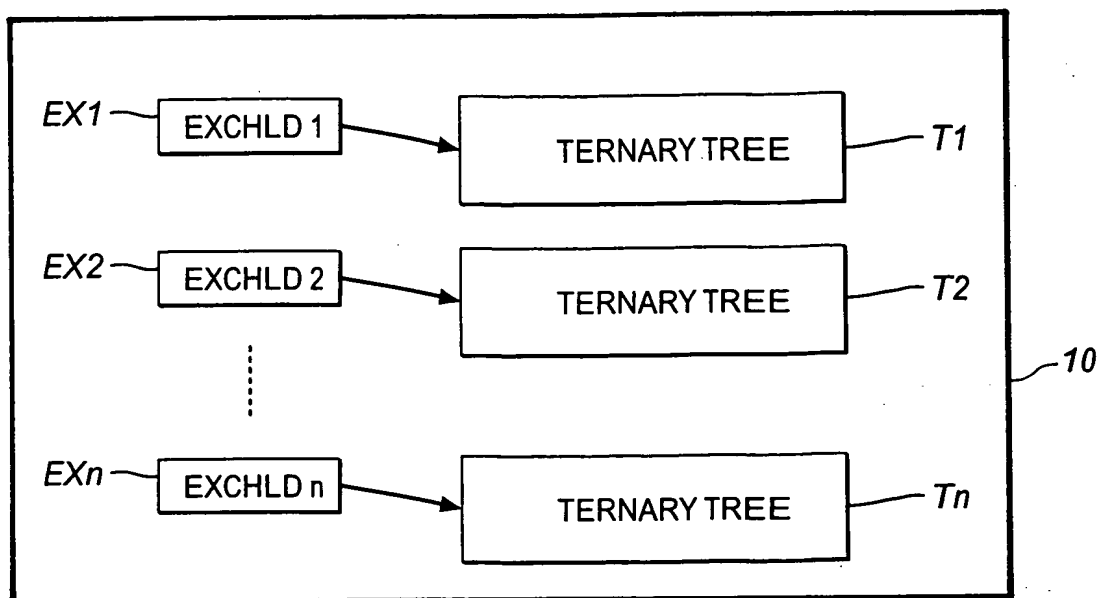 EX1 EXCHLD 1 TERNARY TREE T1
EX2 EXCHLD 2 TERNARY TREE T2
10
EXn EXCHLD n TERNARY TREE Tn